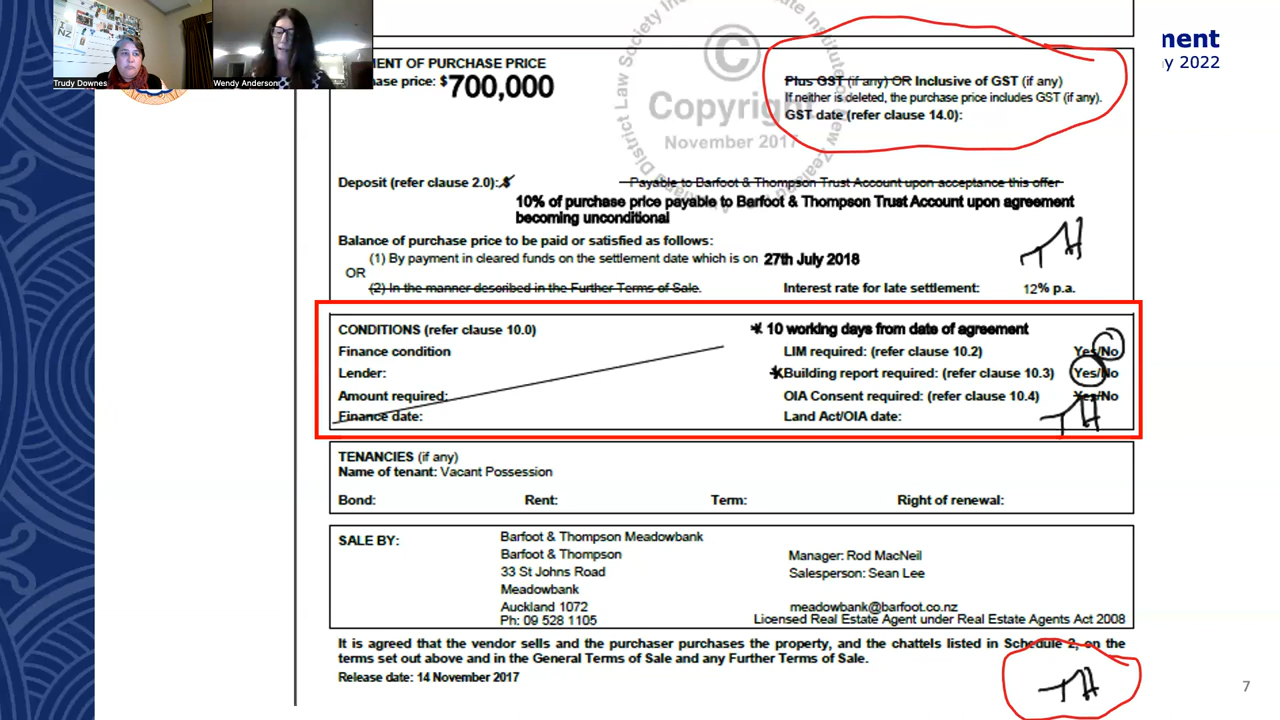 ment
ay 2022
Trudy Downes
Wendy Anderson
MENT OF PURCHASE PRICE
hase price: $700,000
Plus GST (if any) OR Inclusive of GST (if any)
If neither is deleted, the purchase price includes GST (if any).
GST date (refer clause 14.0):
©
Copyright
November 2017
Deposit (refer clause 2.0): $ Payable to Barfoot & Thompson Trust Account upon acceptance this offer
10% of purchase price payable to Barfoot & Thompson Trust Account upon agreement
becoming unconditional
Balance of purchase price to be paid or satisfied as follows:
(1) By payment in cleared funds on the settlement date which is on 27th July 2018
TH
OR
(2) In the manner described in the Further Terms of Sale. Interest rate for late settlement: 12% p.a.
CONDITIONS (refer clause 10.0) * 10 working days from date of agreement
Finance condition LIM required: (refer clause 10.2) Yes/No
Lender: *Building report required: (refer clause 10.3) Yes/No
Amount required: OIA Consent required: (refer clause 10.4) Yes/No
Finance date: Land Act/OIA date: TH
TENANCIES (if any)
Name of tenant: Vacant Possession
Bond: Rent: Term: Right of renewal:
SALE BY: Barfoot & Thompson Meadowbank
Barfoot & Thompson Manager: Rod MacNeil
33 St Johns Road Salesperson: Sean Lee
Meadowbank
Auckland 1072 meadowbank@barfoot.co.nz
Ph: 09 528 1105 Licensed Real Estate Agent under Real Estate Agents Act 2008
It is agreed that the vendor sells and the purchaser purchases the property, and the chattels listed in Schedule 2, on the
terms set out above and in the General Terms of Sale and any Further Terms of Sale.
Release date: 14 November 2017
TH
7